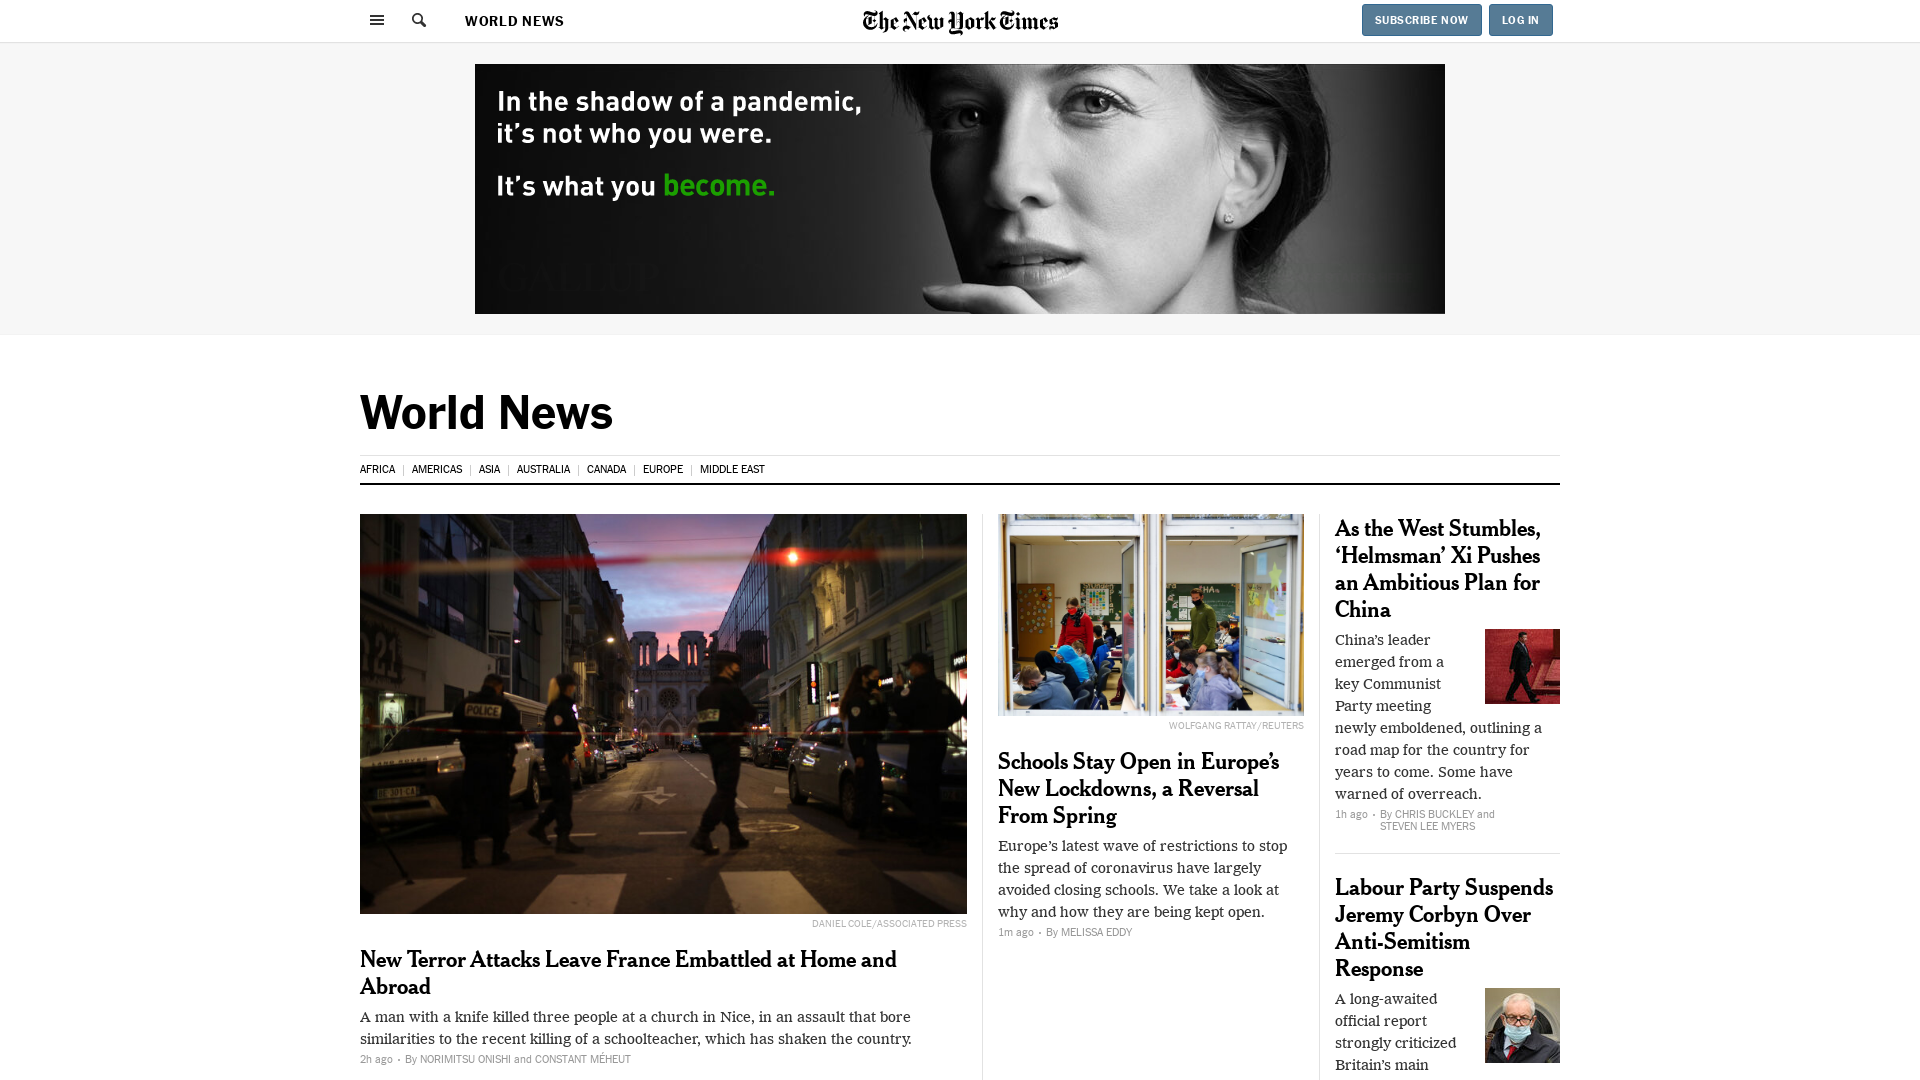 WORLD NEWS
The New York Times
SUBSCRIBE NOW
LOG IN
In the shadow of a pandemic,
it's not who you were.
It's what you become.
World News
AFRICA
AMERICAS
ASIA
AUSTRALIA
CANADA
EUROPE
MIDDLE EAST
POLICE
DANIEL COLE/ASSOCIATED PRESS
New Terror Attacks Leave France Embattled at Home and
Abroad
A man with a knife killed three people at a church in Nice, in an assault that bore
similarities to the recent killing of a schoolteacher, which has shaken the country.
2h ago • By NORIMITSU ONISHI and CONSTANT MÉHEUT
WOLFGANG RATTAY/REUTERS
Schools Stay Open in Europe’s
New Lockdowns, a Reversal
From Spring
Europe’s latest wave of restrictions to stop
the spread of coronavirus have largely
avoided closing schools. We take a look at
why and how they are being kept open.
1m ago • By MELISSA EDDY
As the West Stumbles,
‘Helmsman’ Xi Pushes
an Ambitious Plan for
China
China’s leader
emerged from a
key Communist
Party meeting
newly emboldened, outlining a
road map for the country for
years to come. Some have
warned of overreach.
1h ago • By CHRIS BUCKLEY and
STEVEN LEE MYERS
Labour Party Suspends
Jeremy Corbyn Over
Anti-Semitism
Response
A long-awaited
official report
strongly criticized
Britain’s main